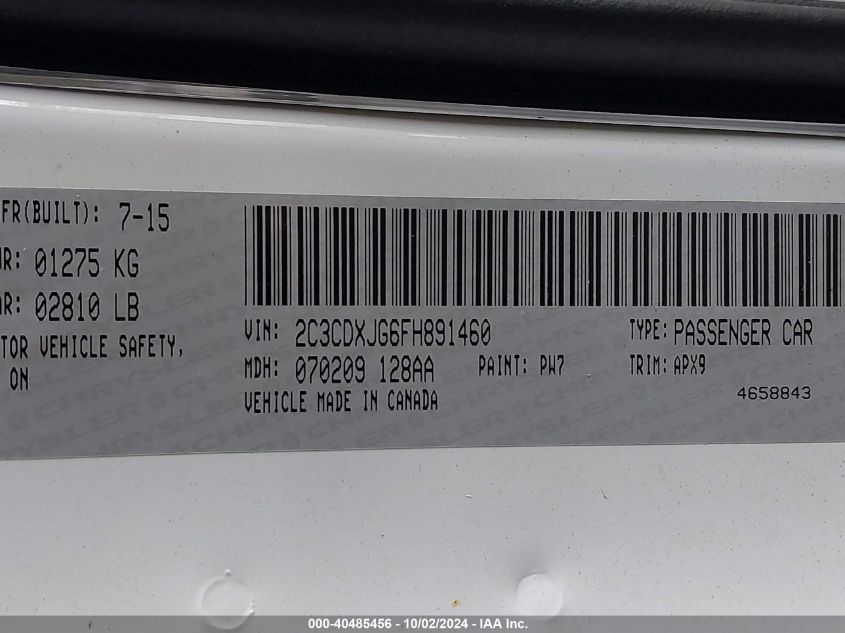 FR(BUILT): 7-15
01275 KG
02810 LB
TOR VEHICLE SAFETY,
ON
VIN: 2C3CDXJG6FH891460 TYPE: PASSENGER CAR
MDH: 070209 128AA PAINT: PW7 TRIM: APX9
VEHICLE MADE IN CANADA 4658843
000-40485456 - 10/02/2024 - IAA Inc.